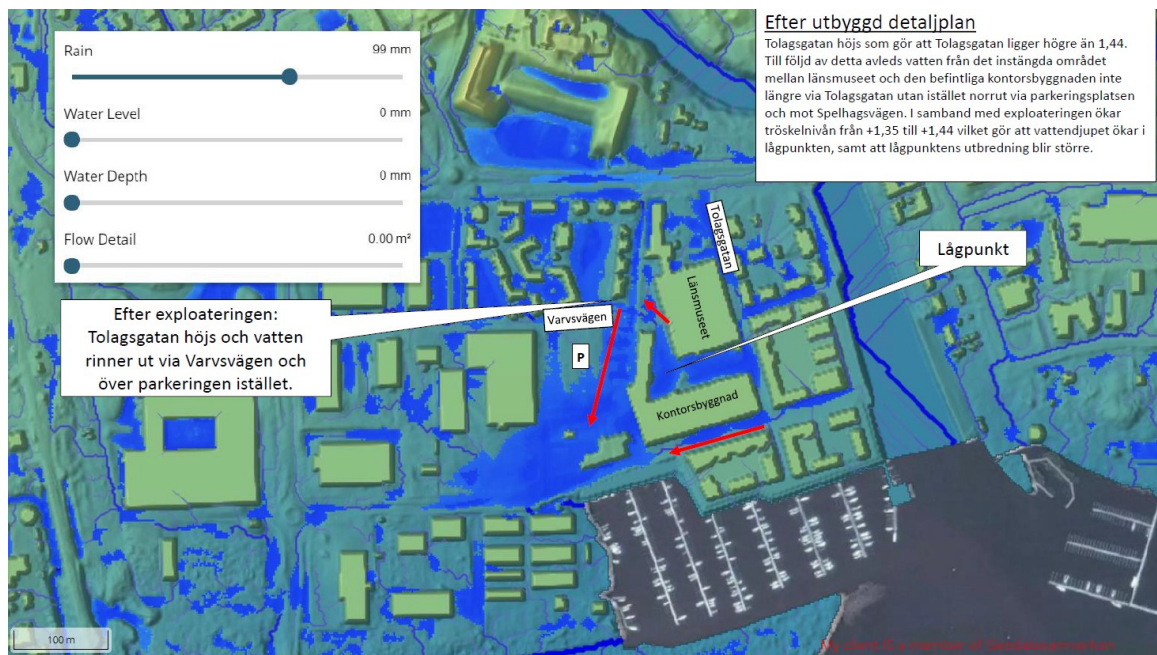 Rain
99 mm
Water Level
0 mm
Water Depth
0 mm
Flow Detail
0.00 m²
Efter utbyggd detaljplan
Tolagsgatan höjs som gör att Tolagsgatan ligger högre än 1,44.
Till följd av detta avleds vatten från det instängda området
mellan länsmuseet och den befintliga kontorsbyggnaden inte
längre via Tolagsgatan utan istället norrut via parkeringsplatsen
och mot Spelhagsvägen. I samband med exploateringen ökar
tröskelnivån från +1,35 till +1,44 vilket gör att vattendjupet ökar i
lågpunkten, samt att lågpunktens utbredning blir större.
Tolagsgatan
Lågpunkt
Länsmuseet
Efter exploateringen:
Tolagsgatan höjs och vatten
rinner ut via Varvsvägen och
över parkeringen istället.
Varvsvägen
P
Kontorsbyggnad
100 m